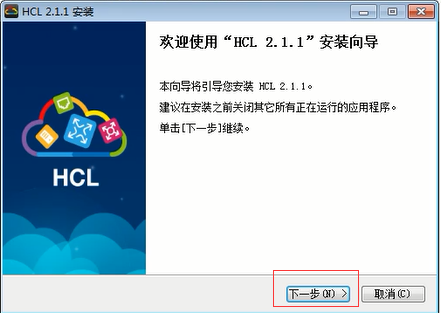 HCL 2.1.1 安装
欢迎使用“HCL 2.1.1”安装向导
本向导将引导您安装 HCL 2.1.1。
建议在安装之前关闭其它所有正在运行的应用程序。
单击[下一步]继续。
HCL
下一步(N) >
取消(C)